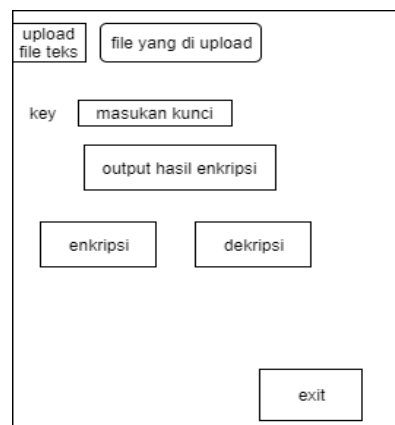 upload
file teks
file yang di upload
key
masukan kunci
output hasil enkripsi
enkripsi
dekripsi
exit